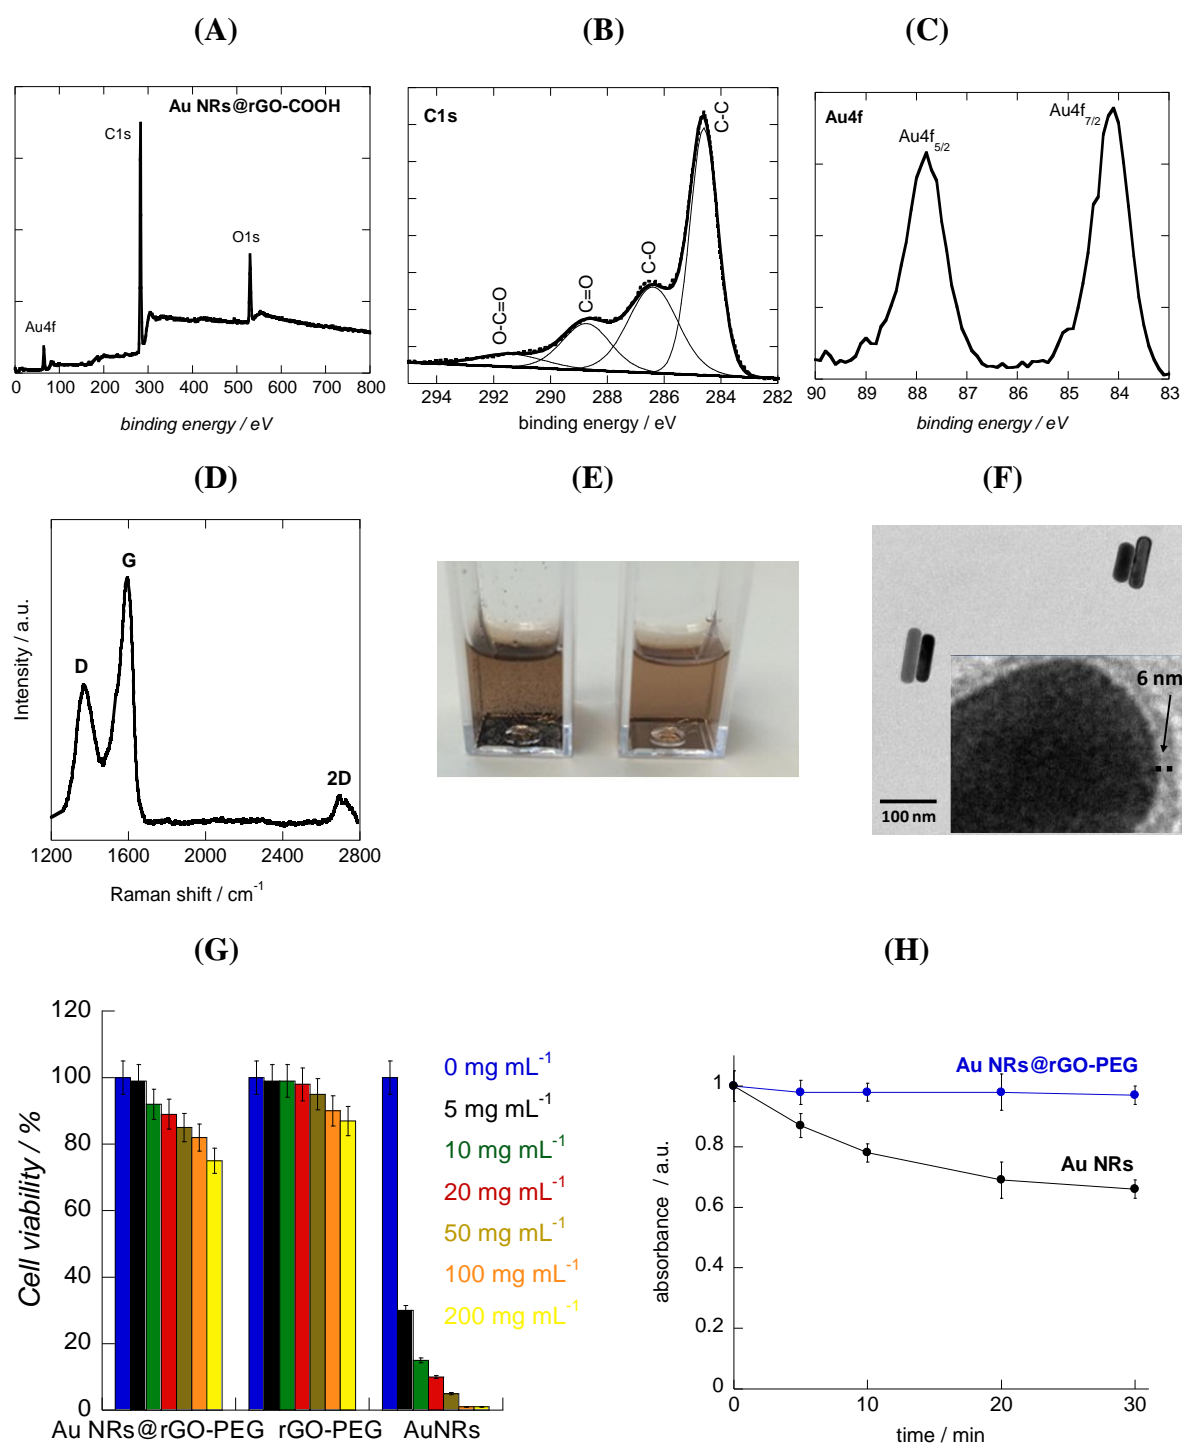 (A)
(B)
(C)
Au NRs@rGO-COOH
C1s
O1s
Au4f
0 100 200 300 400 500 600 700 800
binding energy / eV
C1s
O-C=O
C=O
C-O
C-C
294 292 290 288 286 284 282
binding energy / eV
Au4f
Au4f5/2
Au4f7/2
90 89 88 87 86 85 84 83
binding energy / eV
(D)
(E)
(F)
Intensity / a.u.
D
G
2D
1200 1600 2000 2400 2800
Raman shift / cm-1
6 nm
100 nm
(G)
(H)
Cell viability / %
120
100
80
60
40
20
0
Au NRs@rGO-PEG rGO-PEG AuNRs
0 mg mL-1
5 mg mL-1
10 mg mL-1
20 mg mL-1
50 mg mL-1
100 mg mL-1
200 mg mL-1
absorbance / a.u.
1
0.8
0.6
0.4
0.2
0
Au NRs@rGO-PEG
Au NRs
0 10 20 30
time / min